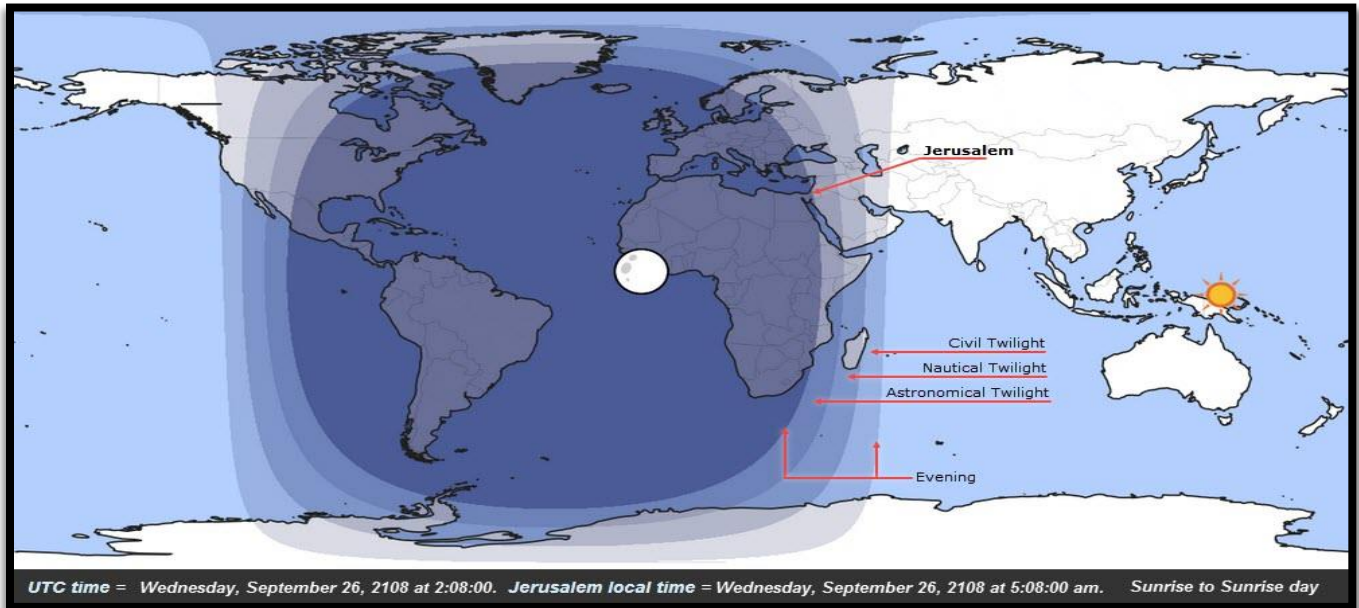 Jerusalem
Civil Twilight
Nautical Twilight
Astronomical Twilight
Evening
UTC time = Wednesday, September 26, 2108 at 2:08:00. Jerusalem local time = Wednesday, September 26, 2108 at 5:08:00 am. Sunrise to Sunrise day